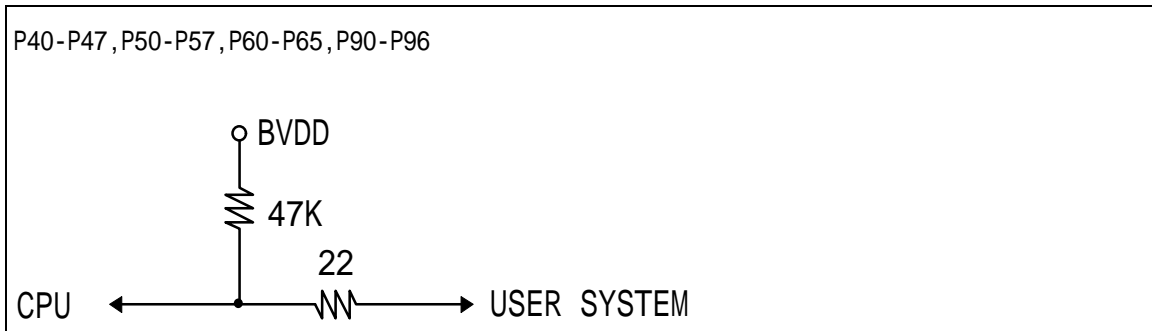 P40-P47,P50-P57,P60-P65,P90-P96
BVDD
47K
22
CPU
USER SYSTEM